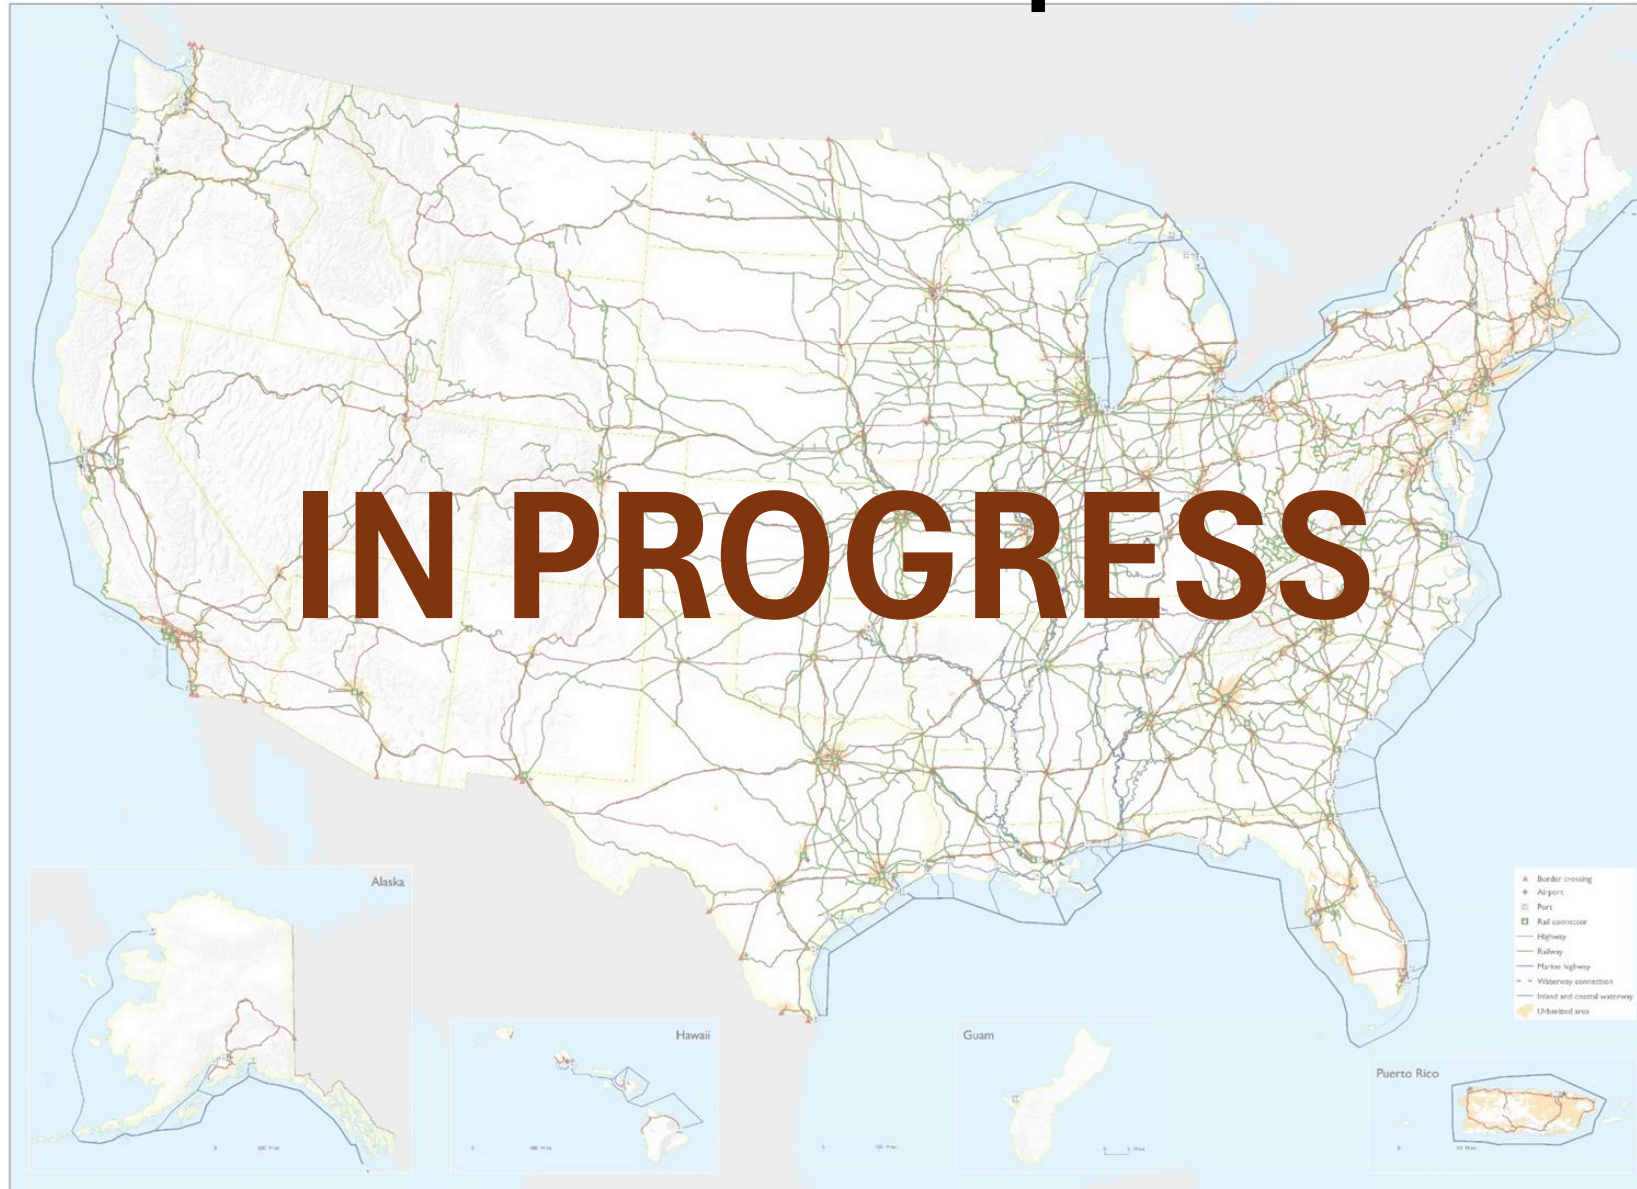 IN PROGRESS
Alaska
Border crossing
Airport
Port
Rail connector
Highway
Railway
Marine highway
Waterway connection
Inland and coastal waterway
Urbanized area
Hawaii
Guam
Puerto Rico